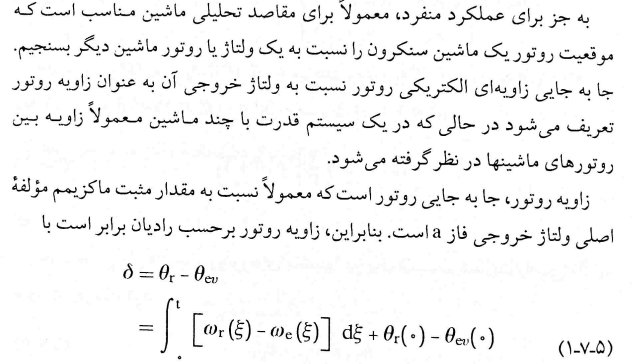 به جز برای عملکرد منفرد، معمولاً برای مقاصد تحلیلی ماشین مناسب است که
موقعیت روتور یک ماشین سنکرون را نسبت به یک ولتاژ یا روتور ماشین دیگر بسنجیم.
جا به جایی زاویه‌ای الکتریکی روتور نسبت به ولتاژ خروجی آن به عنوان زاویه روتور
تعریف می‌شود در حالی که در یک سیستم قدرت با چند ماشین معمولاً زاویه بین
روتورهای ماشینها در نظر گرفته می‌شود.
زاویه روتور، جا به جایی روتور است که معمولاً نسبت به مقدار مثبت ماکزیمم مؤلفهٔ
اصلی ولتاژ خروجی فاز a است. بنابراین، زاویه روتور برحسب رادیان برابر است با
δ = θr - θev
= ∫₀ᵗ [ωr(ξ) - ωe(ξ)] dξ + θr(۰) - θev(۰) (۱-۷-۵)